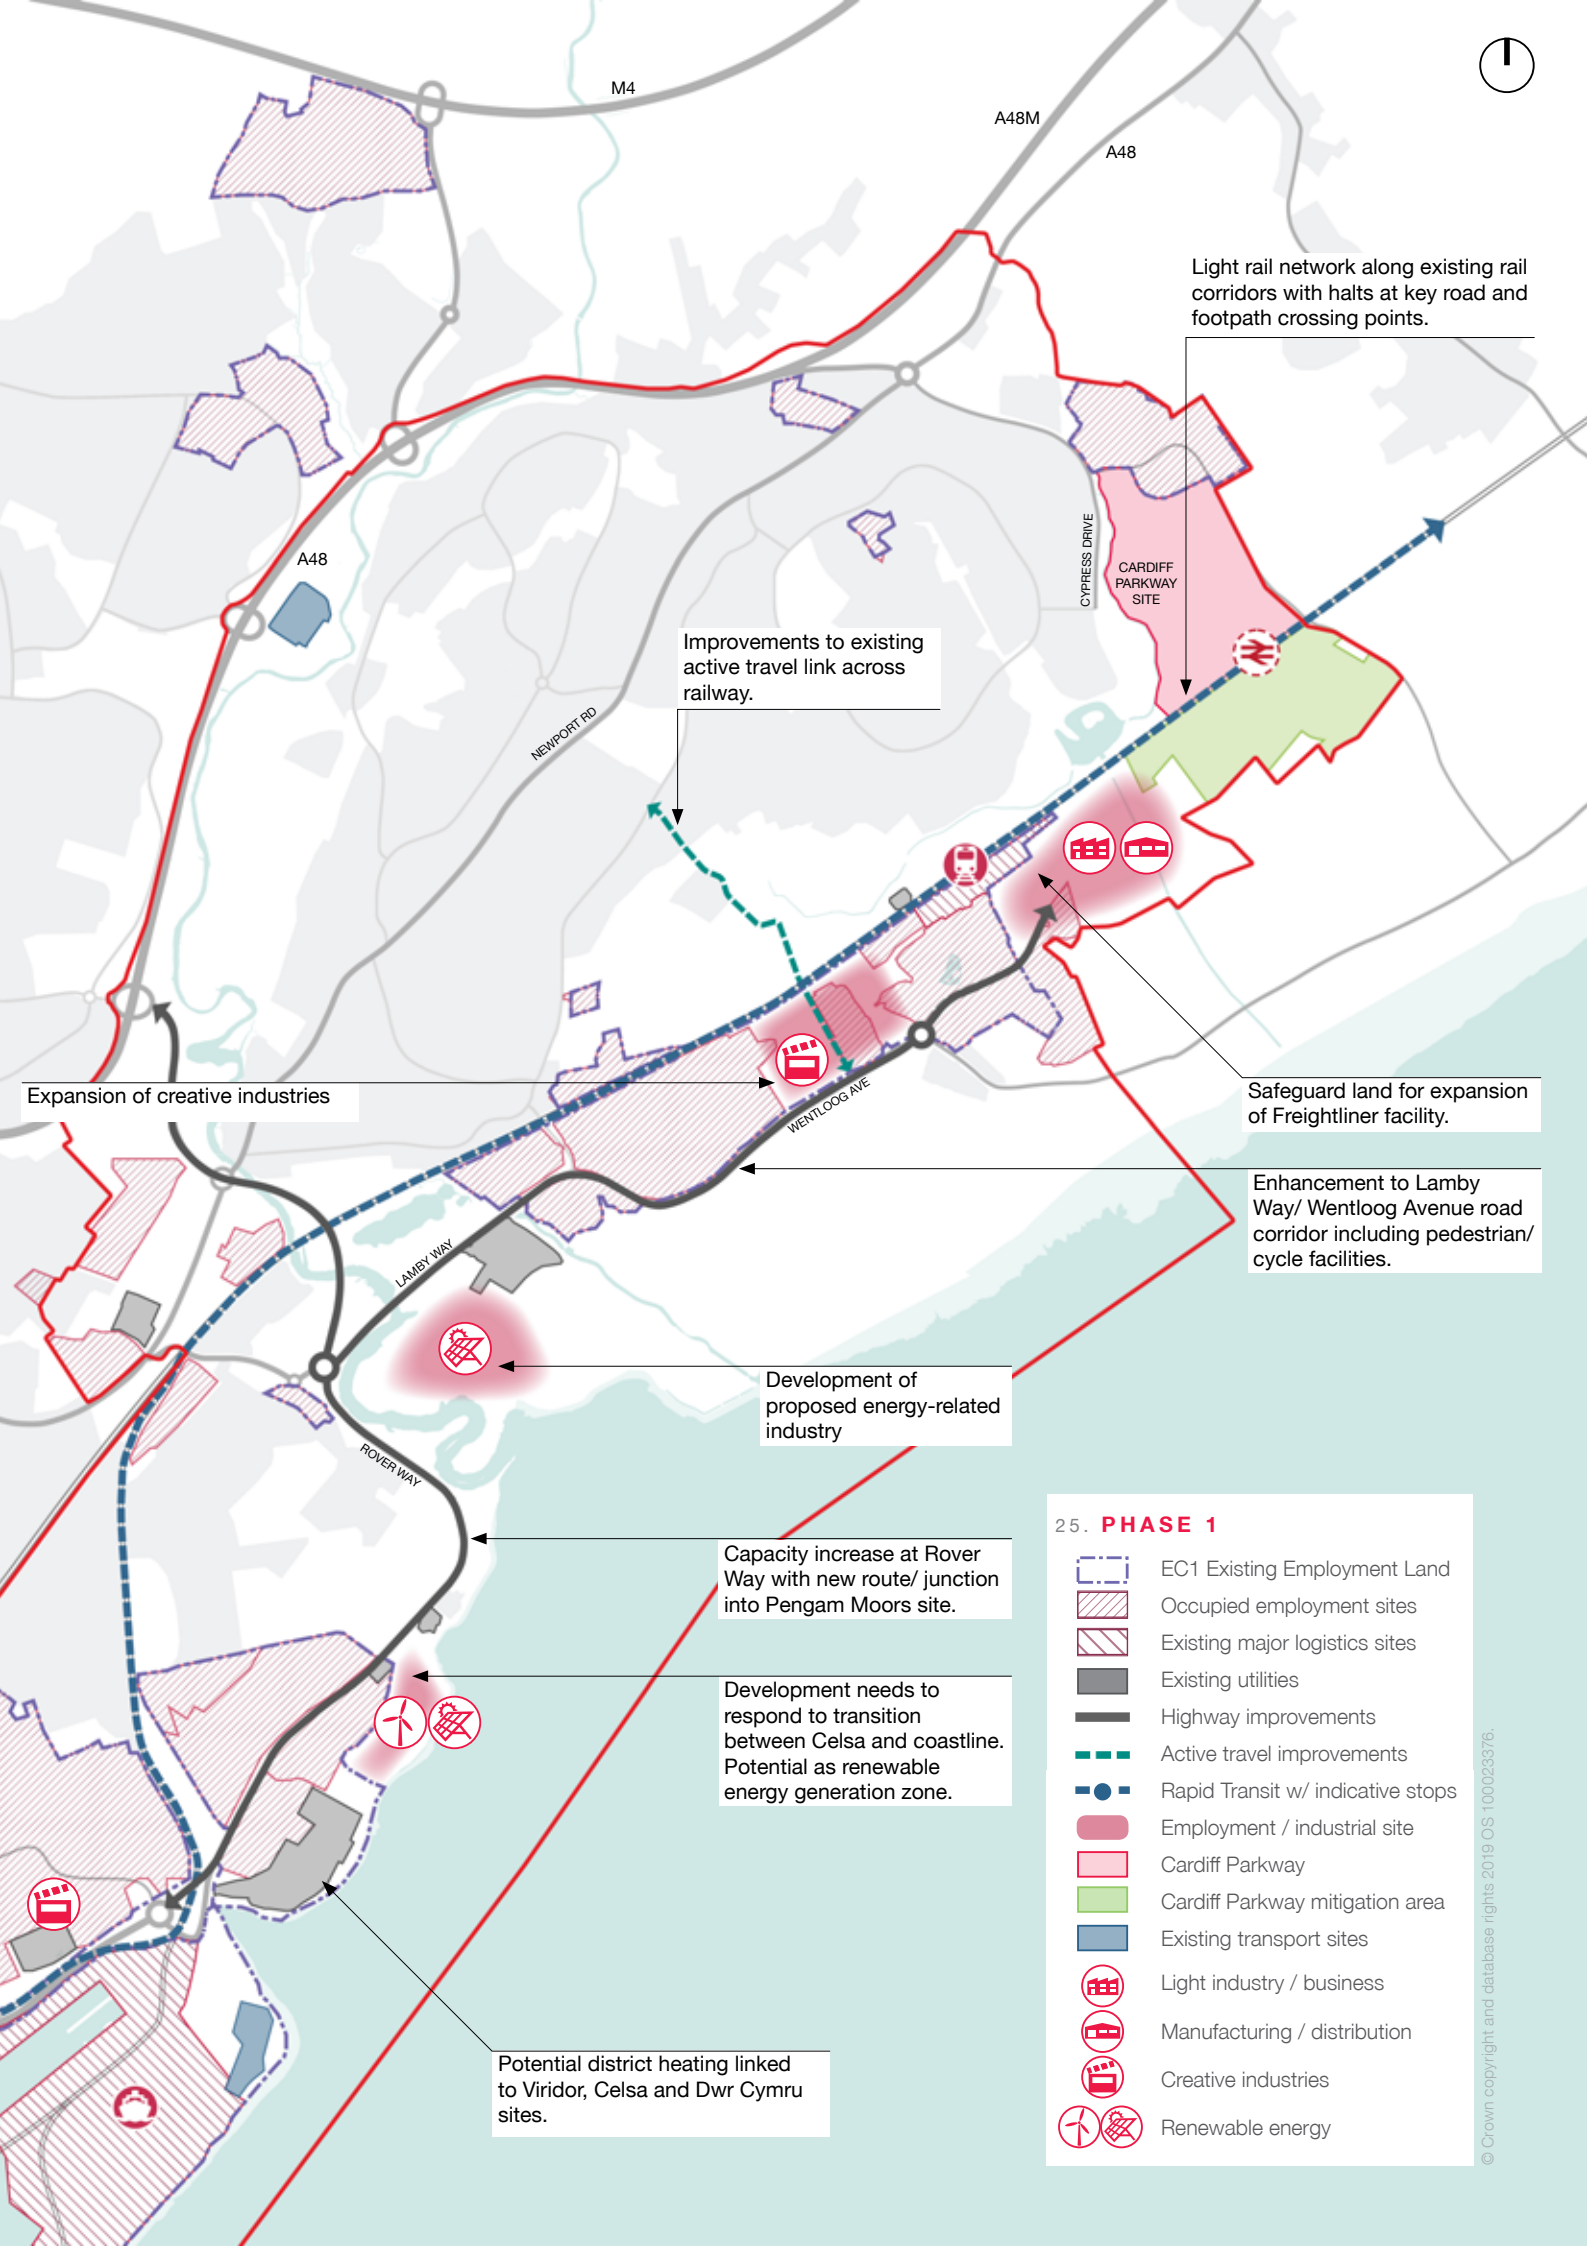 M4
A48M
A48
Light rail network along existing rail
corridors with halts at key road and
footpath crossing points.
A48
CYPRESS DRIVE
CARDIFF
PARKWAY
SITE
Improvements to existing
active travel link across
railway.
NEWPORT RD
Expansion of creative industries
WENTLOOG AVE
Safeguard land for expansion
of Freightliner facility.
Enhancement to Lamby
Way/ Wentloog Avenue road
corridor including pedestrian/
cycle facilities.
LAMBY WAY
Development of
proposed energy-related
industry
ROVER WAY
Capacity increase at Rover
Way with new route/ junction
into Pengam Moors site.
Development needs to
respond to transition
between Celsa and coastline.
Potential as renewable
energy generation zone.
Potential district heating linked
to Viridor, Celsa and Dwr Cymru
sites.
25. PHASE 1
EC1 Existing Employment Land
Occupied employment sites
Existing major logistics sites
Existing utilities
Highway improvements
Active travel improvements
Rapid Transit w/ indicative stops
Employment / industrial site
Cardiff Parkway
Cardiff Parkway mitigation area
Existing transport sites
Light industry / business
Manufacturing / distribution
Creative industries
Renewable energy
© Crown copyright and database rights 2019 OS 100023376.